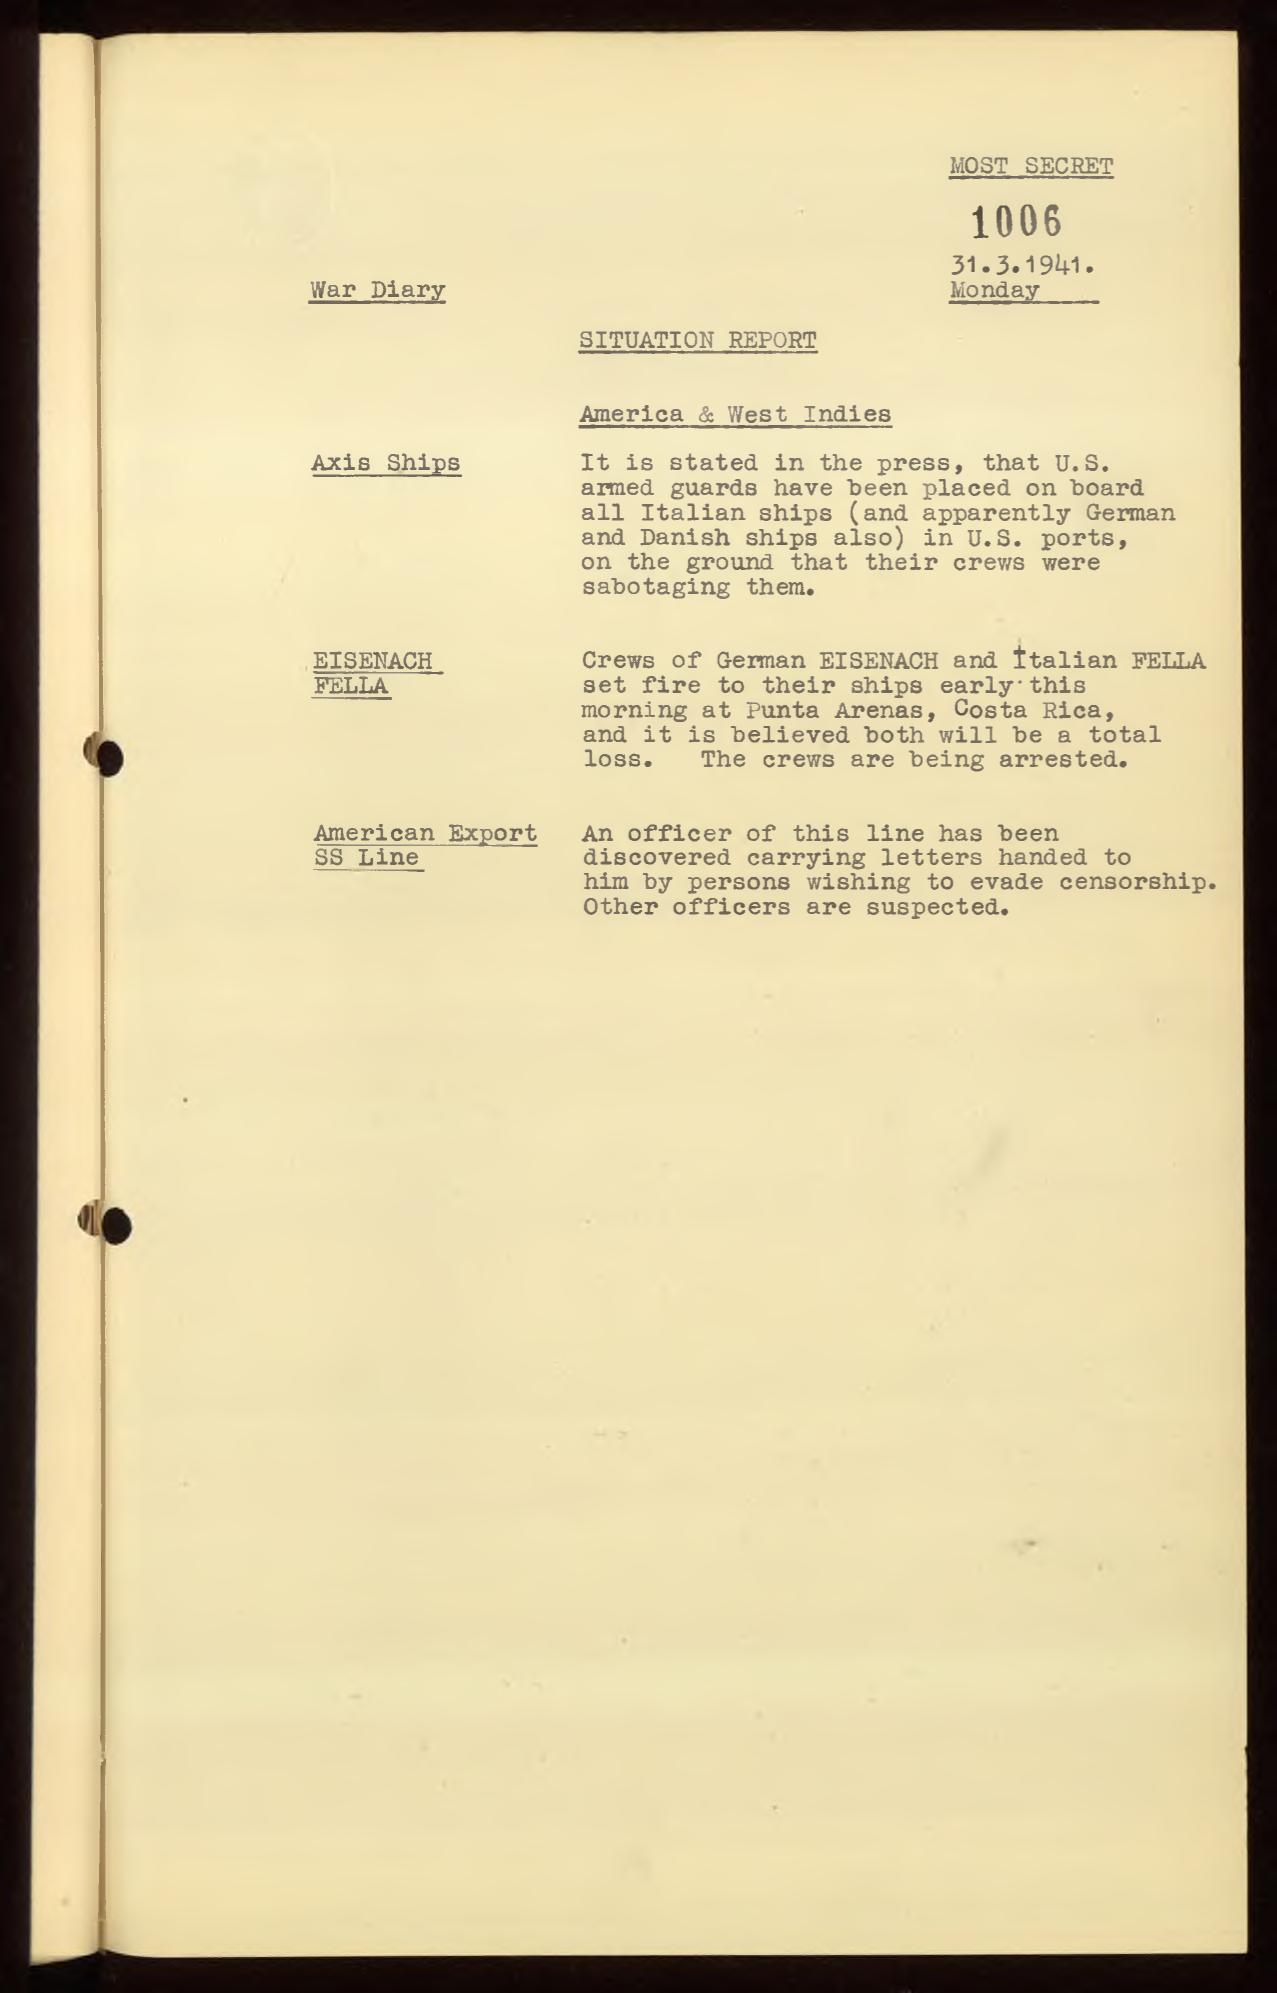 MOST SECRET
1006
31.3.1941.
War Diary
Monday
SITUATION REPORT
America & West Indies
Axis Ships
It is stated in the press, that U.S.
armed guards have been placed on board
all Italian ships (and apparently German
and Danish ships also) in U.S. ports,
on the ground that their crews were
sabotaging them.
EISENACH
FELLA
Crews of German EISENACH and Italian FELLA
set fire to their ships early this
morning at Punta Arenas, Costa Rica,
and it is believed both will be a total
loss. The crews are being arrested.
American Export
SS Line
An officer of this line has been
discovered carrying letters handed to
him by persons wishing to evade censorship.
Other officers are suspected.